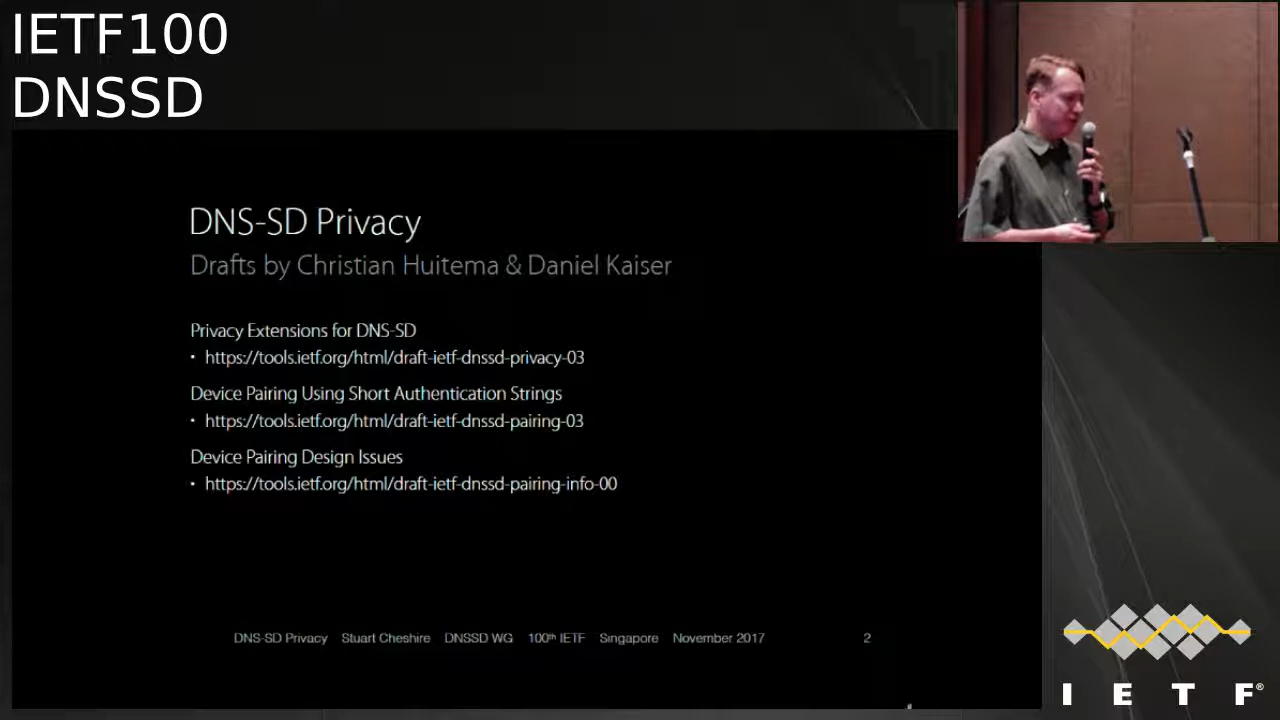 IETF100
DNSSD
DNS-SD Privacy
Drafts by Christian Huitema & Daniel Kaiser
Privacy Extensions for DNS-SD
• https://tools.ietf.org/html/draft-ietf-dnssd-privacy-03
Device Pairing Using Short Authentication Strings
• https://tools.ietf.org/html/draft-ietf-dnssd-pairing-03
Device Pairing Design Issues
• https://tools.ietf.org/html/draft-ietf-dnssd-pairing-info-00
DNS-SD Privacy Stuart Cheshire DNSSD WG 100th IETF Singapore November 2017 2
I E T F®